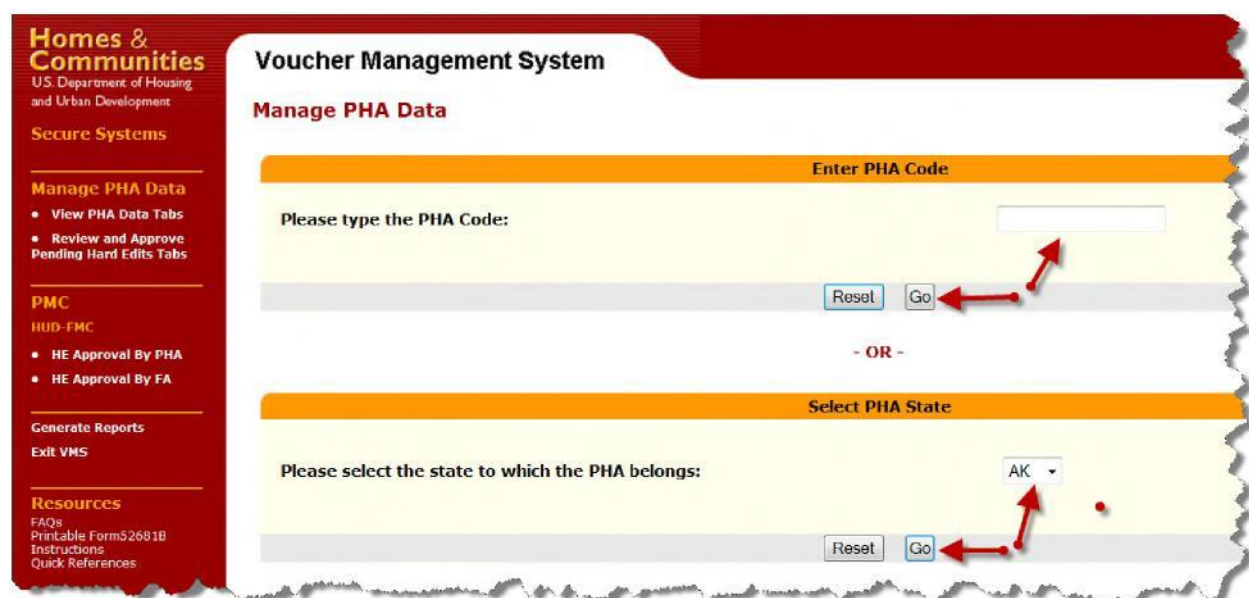 Homes &
Communities
U.S. Department of Housing
and Urban Development
Secure Systems
Manage PHA Data
• View PHA Data Tabs
• Review and Approve
Pending Hard Edits Tabs
PMC
HUD-FMC
• HE Approval By PHA
• HE Approval By FA
Generate Reports
Exit VMS
Resources
FAQs
Printable Form52681B
Instructions
Quick References
Voucher Management System
Manage PHA Data
Enter PHA Code
Please type the PHA Code:
Reset Go
- OR -
Select PHA State
Please select the state to which the PHA belongs: AK
Reset Go